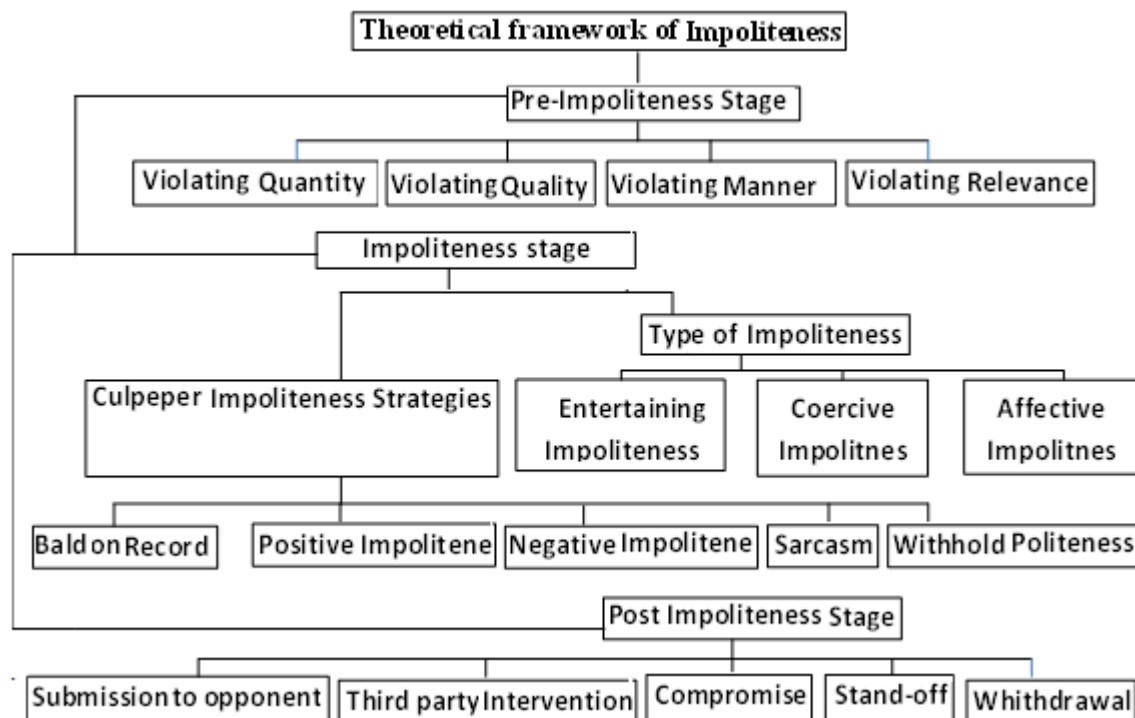 Theoretical framework of Impoliteness
Pre-Impoliteness Stage
Violating Quantity
Violating Quality
Violating Manner
Violating Relevance
Impoliteness stage
Type of Impoliteness
Culpeper Impoliteness Strategies
Entertaining
Impoliteness
Coercive
Impolitnes
Affective
Impolitnes
Bald on Record
Positive Impolitene
Negative Impolitene
Sarcasm
Withhold Politeness
Post Impoliteness Stage
Submission to opponent
Third party Intervention
Compromise
Stand-off
Whithdrawal